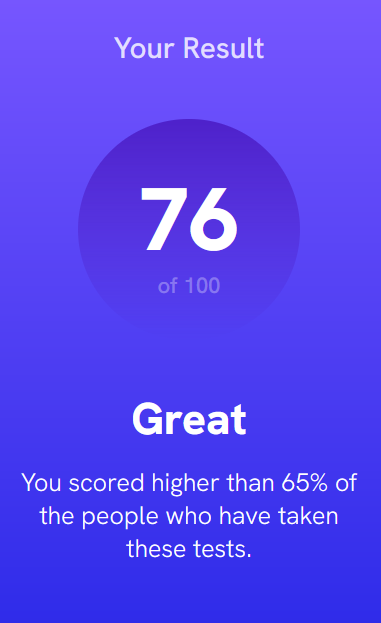 Your Result
76
of 100
Great
You scored higher than 65% of
the people who have taken
these tests.